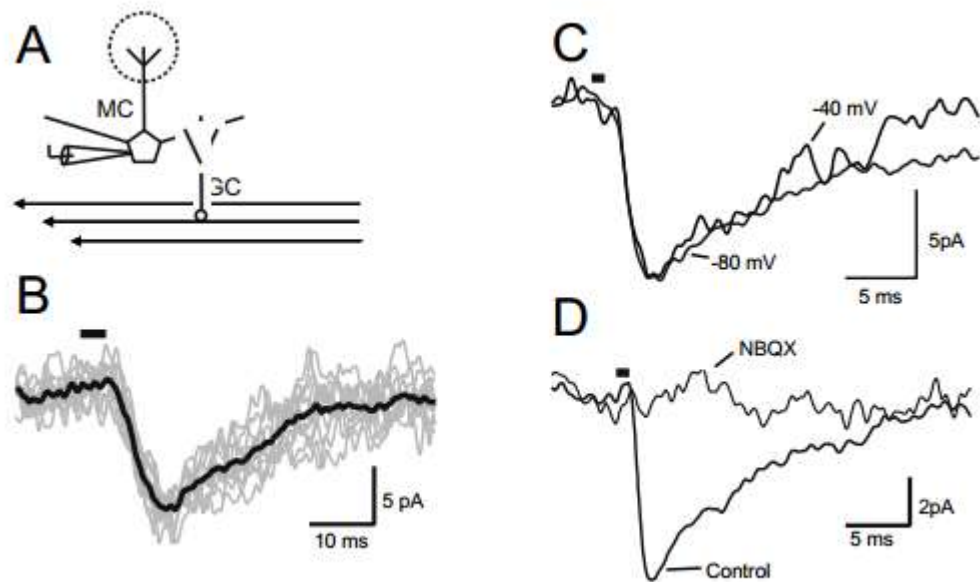 A
MC
GC
B
5 pA
10 ms
C
-40 mV
-80 mV
5pA
5 ms
D
NBQX
Control
2pA
5 ms